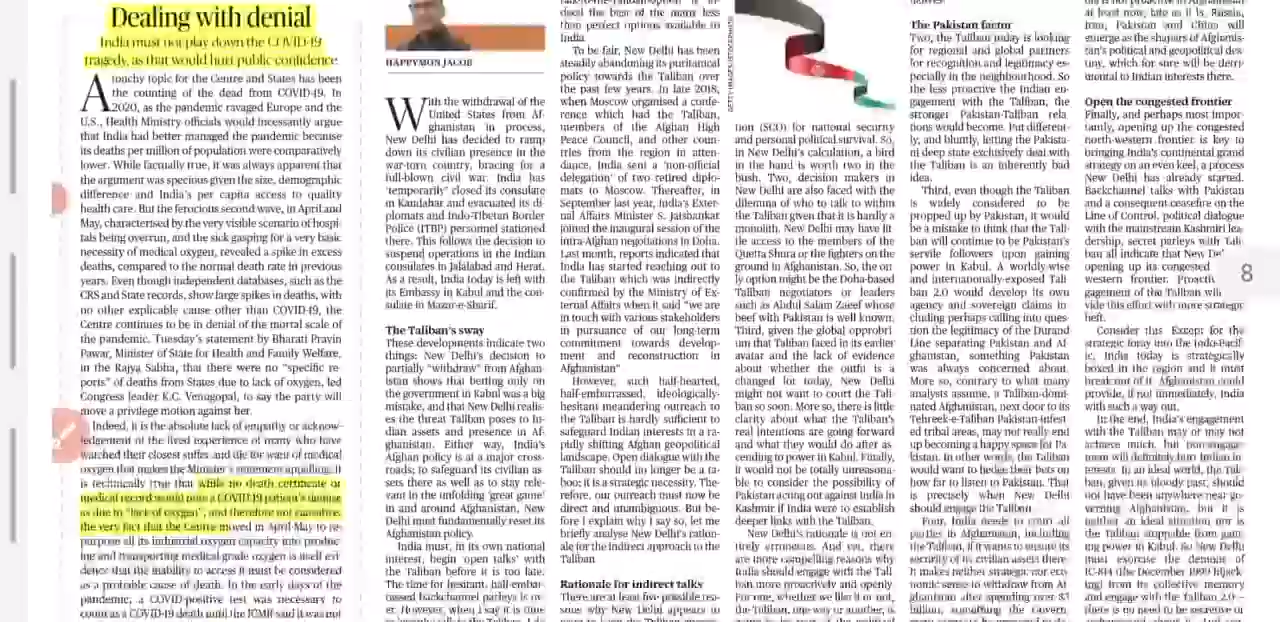 Dealing with denial
India must not play down the COVID-19
tragedy, as that would hurt public confidence
A touchy topic for the Centre and States has been
the counting of the dead from COVID-19. In
2020, as the pandemic ravaged Europe and the
U.S., Health Ministry officials would incessantly argue
that India had better managed the pandemic because
its deaths per million of population were comparatively
lower. While factually true, it was always apparent that
the argument was specious given the size, demographic
difference and India's per capita access to quality
health care. But the ferocious second wave, in April and
May, characterised by the very visible scenario of hospi-
tals being overrun, and the sick gasping for a very basic
necessity of medical oxygen, revealed a spike in excess
deaths, compared to the normal death rate in previous
years. Even though independent databases, such as the
CRS and State records, show large spikes in deaths, with
no other explicable cause other than COVID-19, the
Centre continues to be in denial of the mortal scale of
the pandemic. Tuesday's statement by Bharati Pravin
Pawar, Minister of State for Health and Family Welfare,
in the Rajya Sabha, that there were no "specific re-
ports" of deaths from States due to lack of oxygen, led
Congress leader K.C. Venugopal, to say the party will
move a privilege motion against her.
Indeed, it is the absolute lack of empathy or acknow-
ledgement of the lived experience of many who have
watched their closest suffer and die for want of medical
oxygen that makes the Minister's statement appalling. It
is technically true that while no death certificate or
medical record would pin a COVID-19 patient's demise
as due to "lack of oxygen", and therefore not
the very fact that the Centre moved in April-May to re-
purpose all its industrial oxygen capacity into produc-
ing and transporting medical grade oxygen is itself evi-
dence that the inability to access it must be considered
as a probable cause of death. In the early days of the
pandemic, a COVID-positive test was necessary to
count as a COVID-19 death until the ICMR said it was not
HAPPYMON JACOB
With the withdrawal of the
United States from Af-
ghanistan in process,
New Delhi has decided to ramp
down its civilian presence in the
war-torn country, bracing for a
full-blown civil war. India has
'temporarily' closed its consulate
in Kandahar and evacuated its di-
plomats and Indo-Tibetan Border
Police (ITBP) personnel stationed
there. This follows the decision to
suspend operations in the Indian
consulates in Jalalabad and Herat.
As a result, India today is left with
its Embassy in Kabul and the con-
sulate in Mazar-e-Sharif.
The Taliban's sway
These developments indicate two
things: New Delhi's decision to
partially "withdraw" from Afghan-
istan shows that betting only on
the government in Kabul was a big
mistake, and that New Delhi realis-
es the threat Taliban poses to In-
dian assets and presence in Af-
ghanistan. Either way, India's
Afghan policy is at a major cross-
roads; to safeguard its civilian as-
sets there as well as to stay rele-
vant in the unfolding 'great game'
in and around Afghanistan, New
Delhi must fundamentally reset its
Afghanistan policy.
India must, in its own national
interest, begin 'open talks' with
the Taliban before it is too late.
The time for hesitant, half-embar-
rassed backchannel parleys is ov-
er. However, when I say it is time
deed the best of the many less
than perfect options available to
India.
To be fair, New Delhi has been
steadily abandoning its puritanical
policy towards the Taliban over
the past few years. In late 2018,
when Moscow organised a confe-
rence which had the Taliban,
members of the Afghan High
Peace Council, and other coun-
tries from the region in atten-
dance, India sent a 'non-official
delegation' of two retired diplo-
mats to Moscow. Thereafter, in
September last year, India's Exter-
nal Affairs Minister S. Jaishankar
joined the inaugural session of the
intra-Afghan negotiations in Doha.
Last month, reports indicated that
India has started reaching out to
the Taliban which was indirectly
confirmed by the Ministry of Ex-
ternal Affairs when it said "we are
in touch with various stakeholders
in pursuance of our long-term
commitment towards develop-
ment and reconstruction in
Afghanistan"
However, such half-hearted,
half-embarrassed, ideologically-
hesitant meandering outreach to
the Taliban is hardly sufficient to
safeguard Indian interests in a ra-
pidly shifting Afghan geopolitical
landscape. Open dialogue with the
Taliban should no longer be a ta-
boo: it is a strategic necessity. The-
refore, our outreach must now be
direct and unambiguous. But be-
fore I explain why I say so, let me
briefly analyse New Delhi's ration-
ale for the indirect approach to the
Taliban.
Rationale for indirect talks
There are at least five possible rea-
sons why New Delhi appears to
GETTY IMAGES/ISTOCKPHOTO
tion (SCO) for national security
and personal political survival. So,
in New Delhi's calculation, a bird
in the hand is worth two in the
bush. Two, decision makers in
New Delhi are also faced with the
dilemma of who to talk to within
the Taliban given that it is hardly a
monolith. New Delhi may have lit-
tle access to the members of the
Quetta Shura or the fighters on the
ground in Afghanistan. So, the on-
ly option might be the Doha-based
Taliban negotiators or leaders
such as Abdul Salam Zaeef whose
beef with Pakistan is well known.
Third, given the global opprobri-
um that Taliban faced in its earlier
avatar and the lack of evidence
about whether the outfit is a
changed lot today, New Delhi
might not want to court the Tali-
ban so soon. More so, there is little
clarity about what the Taliban's
real intentions are going forward
and what they would do after as-
cending to power in Kabul. Finally,
it would not be totally unreasona-
ble to consider the possibility of
Pakistan acting out against India in
Kashmir if India were to establish
deeper links with the Taliban.
New Delhi's rationale is not en-
tirely erroneous. And yet, there
are more compelling reasons why
India should engage with the Tali-
ban more proactively and openly.
For one, whether we like it or not,
the Taliban, one way or another, is
The Pakistan factor
Two, the Taliban today is looking
for regional and global partners
for recognition and legitimacy es-
pecially in the neighbourhood. So
the less proactive the Indian en-
gagement with the Taliban, the
stronger Pakistan-Taliban rela-
tions would become. Put different-
ly, and bluntly, letting the Pakista-
ni deep state exclusively deal with
the Taliban is an inherently bad
idea.
Third, even though the Taliban
is widely considered to be
propped up by Pakistan, it would
be a mistake to think that the Tali-
ban will continue to be Pakistan's
servile followers upon gaining
power in Kabul. A worldly-wise
and internationally-exposed Tali-
ban 2.0 would develop its own
agency and sovereign claims in-
cluding perhaps calling into ques-
tion the legitimacy of the Durand
Line separating Pakistan and Af-
ghanistan, something Pakistan
was always concerned about.
More so, contrary to what many
analysts assume, a Taliban-domi-
nated Afghanistan, next door to its
Tehreek-e-Taliban Pakistan-infest-
ed tribal areas, may not really end
up becoming a happy space for Pa-
kistan. In other words, the Taliban
would want to hedge their bets on
how far to listen to Pakistan. That
is precisely when New Delhi
should engage the Taliban.
Four, India needs to court all
parties in Afghanistan, including
the Taliban, if it wants to ensure its
security of its civilian assets there.
It makes neither strategic nor eco-
nomic sense to withdraw from Af-
ghanistan after spending over $3
billion, something the Govern-
at least now, late as it is, Russia,
Iran, Pakistan and China will
emerge as the shapers of Afghanis-
tan's political and geopolitical des-
tiny, which for sure will be detri-
mental to Indian interests there.
Open the congested frontier
Finally, and perhaps most impor-
tantly, opening up the congested
north-western frontier is key to
bringing India's continental grand
strategy on an even keel, a process
New Delhi has already started.
Backchannel talks with Pakistan
and a consequent ceasefire on the
Line of Control, political dialogue
with the mainstream Kashmiri lea-
dership, secret parleys with Tali-
ban all indicate that New De
opening up its congested
western frontier. Proactiv
gagement of the Taliban wil
vide this effort with more strategic
heft.
Consider this. Except for the
strategic foray into the Indo-Pacif-
ic, India today is strategically
boxed in the region and it must
break out of it. Afghanistan could
provide, if not immediately, India
with such a way out.
In the end, India's engagement
with the Taliban may or may not
achieve much, but non-engage-
ment will definitely hurt Indian in-
terests. In an ideal world, the Tali-
ban, given its bloody past, should
not have been anywhere near go-
verning Afghanistan, but it is
neither an ideal situation nor is
the Taliban stoppable from gain-
ing power in Kabul. So New Delhi
must exorcise the demons of
IC-814 (the December 1999 hijack-
ing) from its collective memory
and engage with the Taliban 2.0 –
there is no need to be secretive or
8